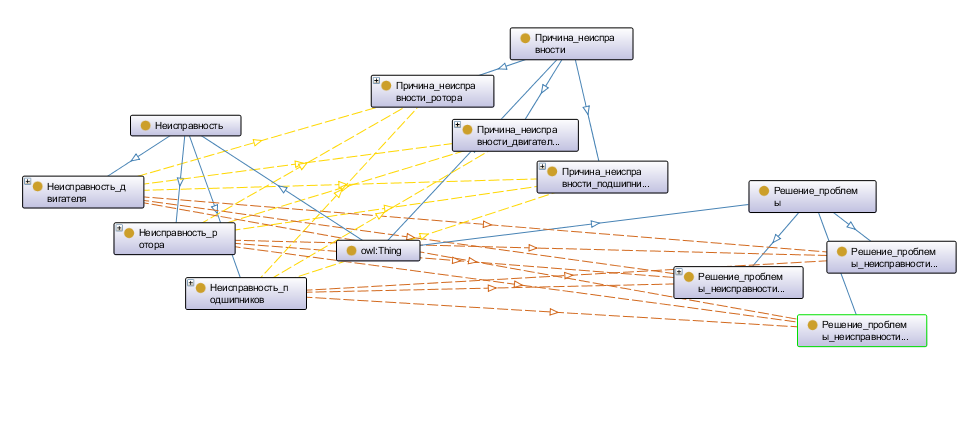 Причина_неиспра
вности
Причина_неиспра
вности_ротора
Неисправность
Причина_неиспра
вности_двигател...
Причина_неиспра
вности_подшипни...
Неисправность_д
вигателя
Решение_проблем
ы
Неисправность_р
отора
owl:Thing
Решение_проблем
ы_неисправности...
Решение_проблем
ы_неисправности...
Неисправность_п
одшипников
Решение_проблем
ы_неисправности...